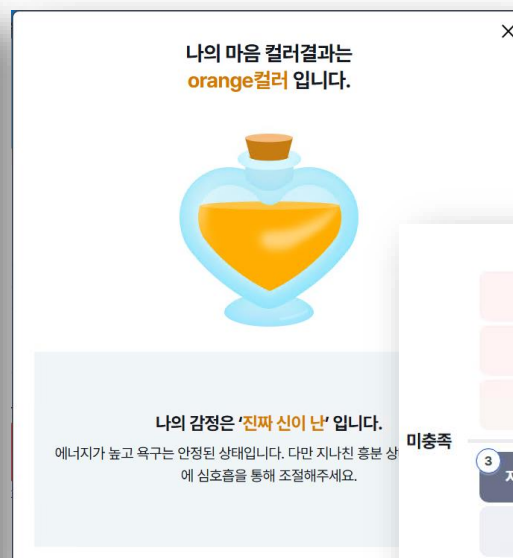 나의 마음 컬러결과는
orange컬러 입니다.
나의 감정은 ‘진짜 신이 난’ 입니다.
에너지가 높고 욕구는 안정된 상태입니다. 다만 지나친 흥분
에 심호흡을 통해 조절해주세요.
미충족
3